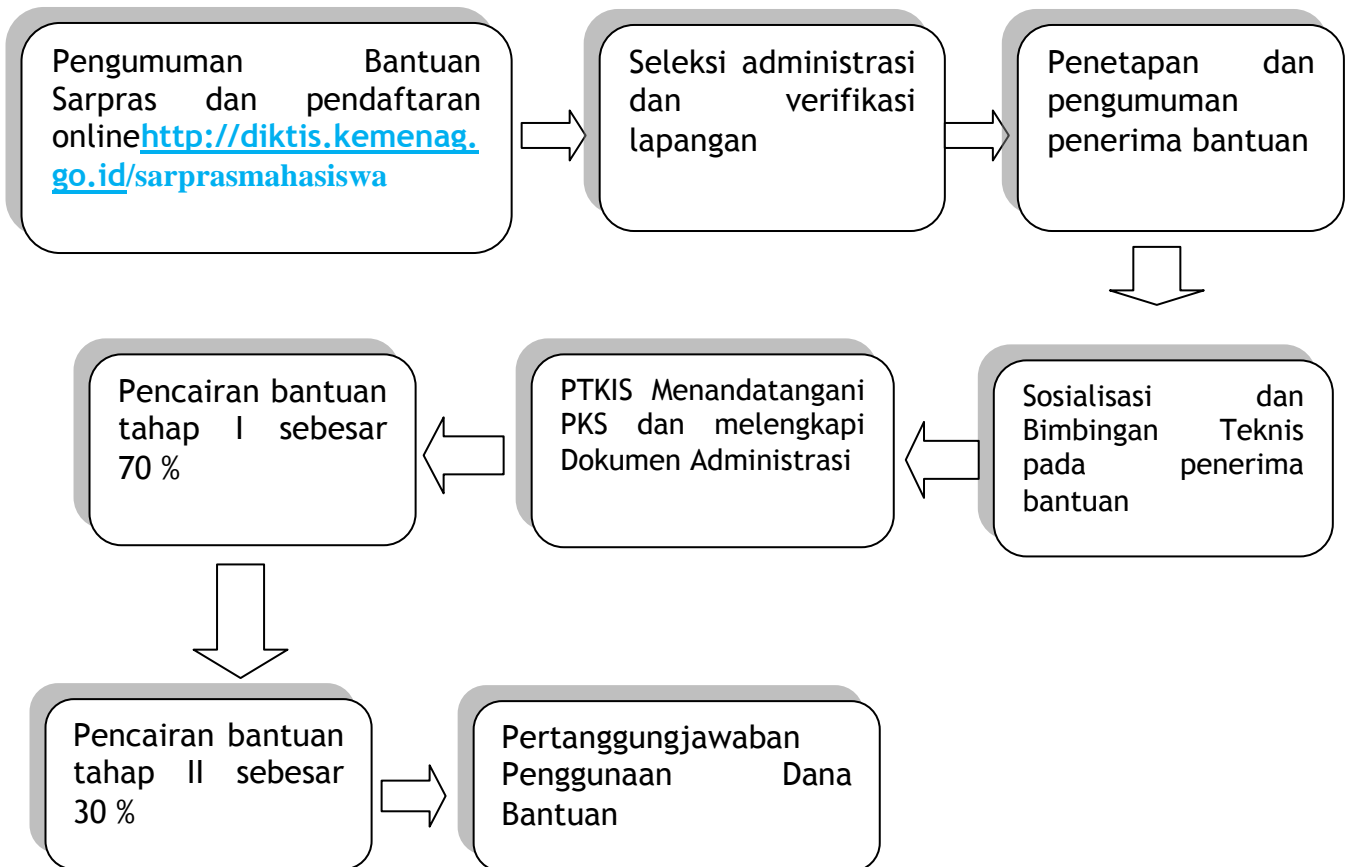 Pengumuman Bantuan
Sarpras dan pendaftaran
onlinehttp://diktis.kemenag.
go.id/sarprasmahasiswa
Seleksi administrasi
dan verifikasi
lapangan
Penetapan dan
pengumuman
penerima bantuan
Sosialisasi dan
Bimbingan Teknis
pada penerima
bantuan
PTKIS Menandatangani
PKS dan melengkapi
Dokumen Administrasi
Pencairan bantuan
tahap I sebesar
70 %
Pencairan bantuan
tahap II sebesar
30 %
Pertanggungjawaban
Penggunaan Dana
Bantuan